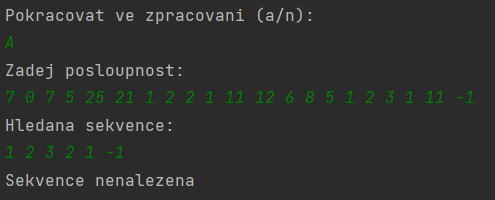 Pokracovat ve zpracovani (a/n):
A
Zadej posloupnost:
7 0 7 5 25 21 1 2 2 1 11 12 6 8 5 1 2 3 1 11 -1
Hledana sekvence:
1 2 3 2 1 -1
Sekvence nenalezena